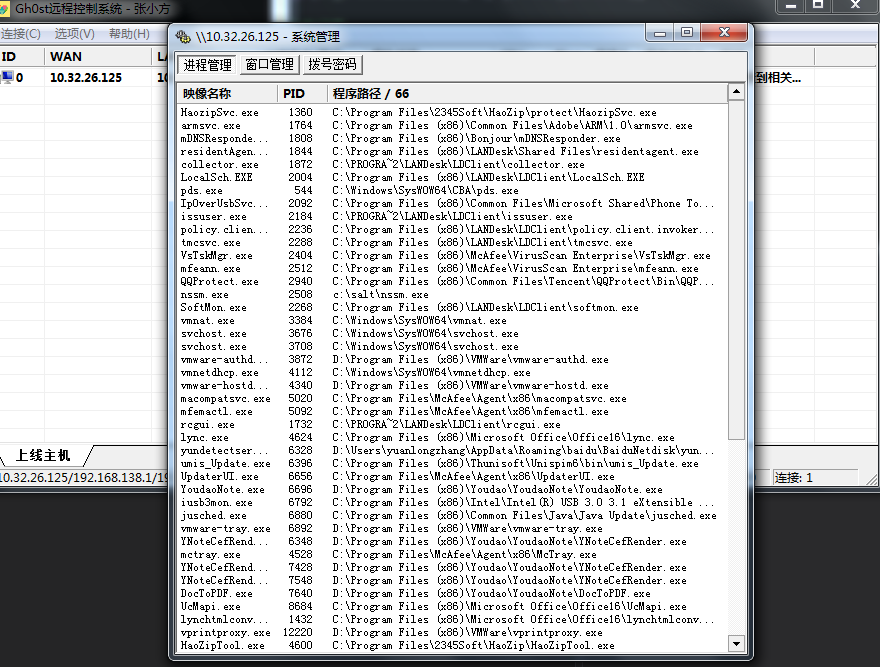 Gh0st远程控制系统 - 张小方
连接(C) 选项(V) 帮助(H)
ID WAN
0 10.32.26.125 10
到相关...
\\10.32.26.125 - 系统管理
进程管理 窗口管理 拨号密码
映像名称 PID 程序路径 / 66
HaozipSvc.exe 1360 C:\Program Files\2345Soft\HaoZip\protect\HaozipSvc.exe
armsvc.exe 1764 C:\Program Files (x86)\Common Files\Adobe\ARM\1.0\armsvc.exe
mDNSResponde... 1808 C:\Program Files (x86)\Bonjour\mDNSResponder.exe
residentAgen... 1844 C:\Program Files (x86)\LANDesk\Shared Files\residentagent.exe
collector.exe 1872 C:\PROGRA~2\LANDesk\LDClient\collector.exe
LocalSch.EXE 2004 C:\Program Files (x86)\LANDesk\LDClient\LocalSch.EXE
pds.exe 544 C:\Windows\SysWOW64\CBA\pds.exe
IpOverUsbSvc... 2092 C:\Program Files (x86)\Common Files\Microsoft Shared\Phone To...
issuser.exe 2184 C:\PROGRA~2\LANDesk\LDClient\issuser.exe
policy.clien... 2236 C:\Program Files (x86)\LANDesk\LDClient\policy.client.invoker...
tmcsvc.exe 2288 C:\Program Files (x86)\LANDesk\LDClient\tmcsvc.exe
VsTskMgr.exe 2404 C:\Program Files (x86)\McAfee\VirusScan Enterprise\VsTskMgr.exe
mfeann.exe 2512 C:\Program Files (x86)\McAfee\VirusScan Enterprise\mfeann.exe
QQProtect.exe 2940 C:\Program Files (x86)\Common Files\Tencent\QQProtect\Bin\QQP...
nssm.exe 2508 c:\salt\nssm.exe
SoftMon.exe 2268 C:\Program Files (x86)\LANDesk\LDClient\softmon.exe
vmnat.exe 3384 C:\Windows\SysWOW64\vmnat.exe
svchost.exe 3676 C:\Windows\SysWOW64\svchost.exe
svchost.exe 3708 C:\Windows\SysWOW64\svchost.exe
vmware-authd... 3872 D:\Program Files (x86)\VMWare\vmware-authd.exe
vmnetdhcp.exe 4112 C:\Windows\SysWOW64\vmnetdhcp.exe
vmware-hostd... 4340 D:\Program Files (x86)\VMWare\vmware-hostd.exe
macompatsvc.exe 5020 C:\Program Files\McAfee\Agent\x86\macompatsvc.exe
mfemactl.exe 5092 C:\Program Files\McAfee\Agent\x86\mfemactl.exe
rcgui.exe 1732 C:\PROGRA~2\LANDesk\LDClient\rcgui.exe
lync.exe 4624 C:\Program Files (x86)\Microsoft Office\Office16\lync.exe
yundetectser... 6328 D:\Users\yuanlongzhang\AppData\Roaming\baidu\BaiduNetdisk\yun...
umis_Update.exe 6396 C:\Program Files (x86)\Thunisoft\Unispim6\bin\umis_Update.exe
UpdaterUI.exe 6656 C:\Program Files\McAfee\Agent\x86\UpdaterUI.exe
YoudaoNote.exe 6696 D:\Program Files (x86)\Youdao\YoudaoNote\YoudaoNote.exe
iusb3mon.exe 6792 C:\Program Files (x86)\Intel\Intel(R) USB 3.0 3.1 eXtensible ...
jusched.exe 6880 C:\Program Files (x86)\Common Files\Java\Java Update\jusched.exe
vmware-tray.exe 6892 D:\Program Files (x86)\VMWare\vmware-tray.exe
YNoteCefRend... 6348 D:\Program Files (x86)\Youdao\YoudaoNote\YNoteCefRender.exe
mctray.exe 4528 C:\Program Files\McAfee\Agent\x86\McTray.exe
YNoteCefRend... 7428 D:\Program Files (x86)\Youdao\YoudaoNote\YNoteCefRender.exe
YNoteCefRend... 7548 D:\Program Files (x86)\Youdao\YoudaoNote\YNoteCefRender.exe
DocToPDF.exe 7640 D:\Program Files (x86)\Youdao\YoudaoNote\DocToPDF.exe
UcMapi.exe 8684 C:\Program Files (x86)\Microsoft Office\Office16\UcMapi.exe
lynchtmlconv... 1432 C:\Program Files (x86)\Microsoft Office\Office16\lynchtmlconv...
vprintproxy.exe 12220 D:\Program Files (x86)\VMWare\vprintproxy.exe
HaoZipTool.exe 4600 C:\Program Files\2345Soft\HaoZip\HaoZipTool.exe
上线主机
10.32.26.125/192.168.138.1/19
连接: 1